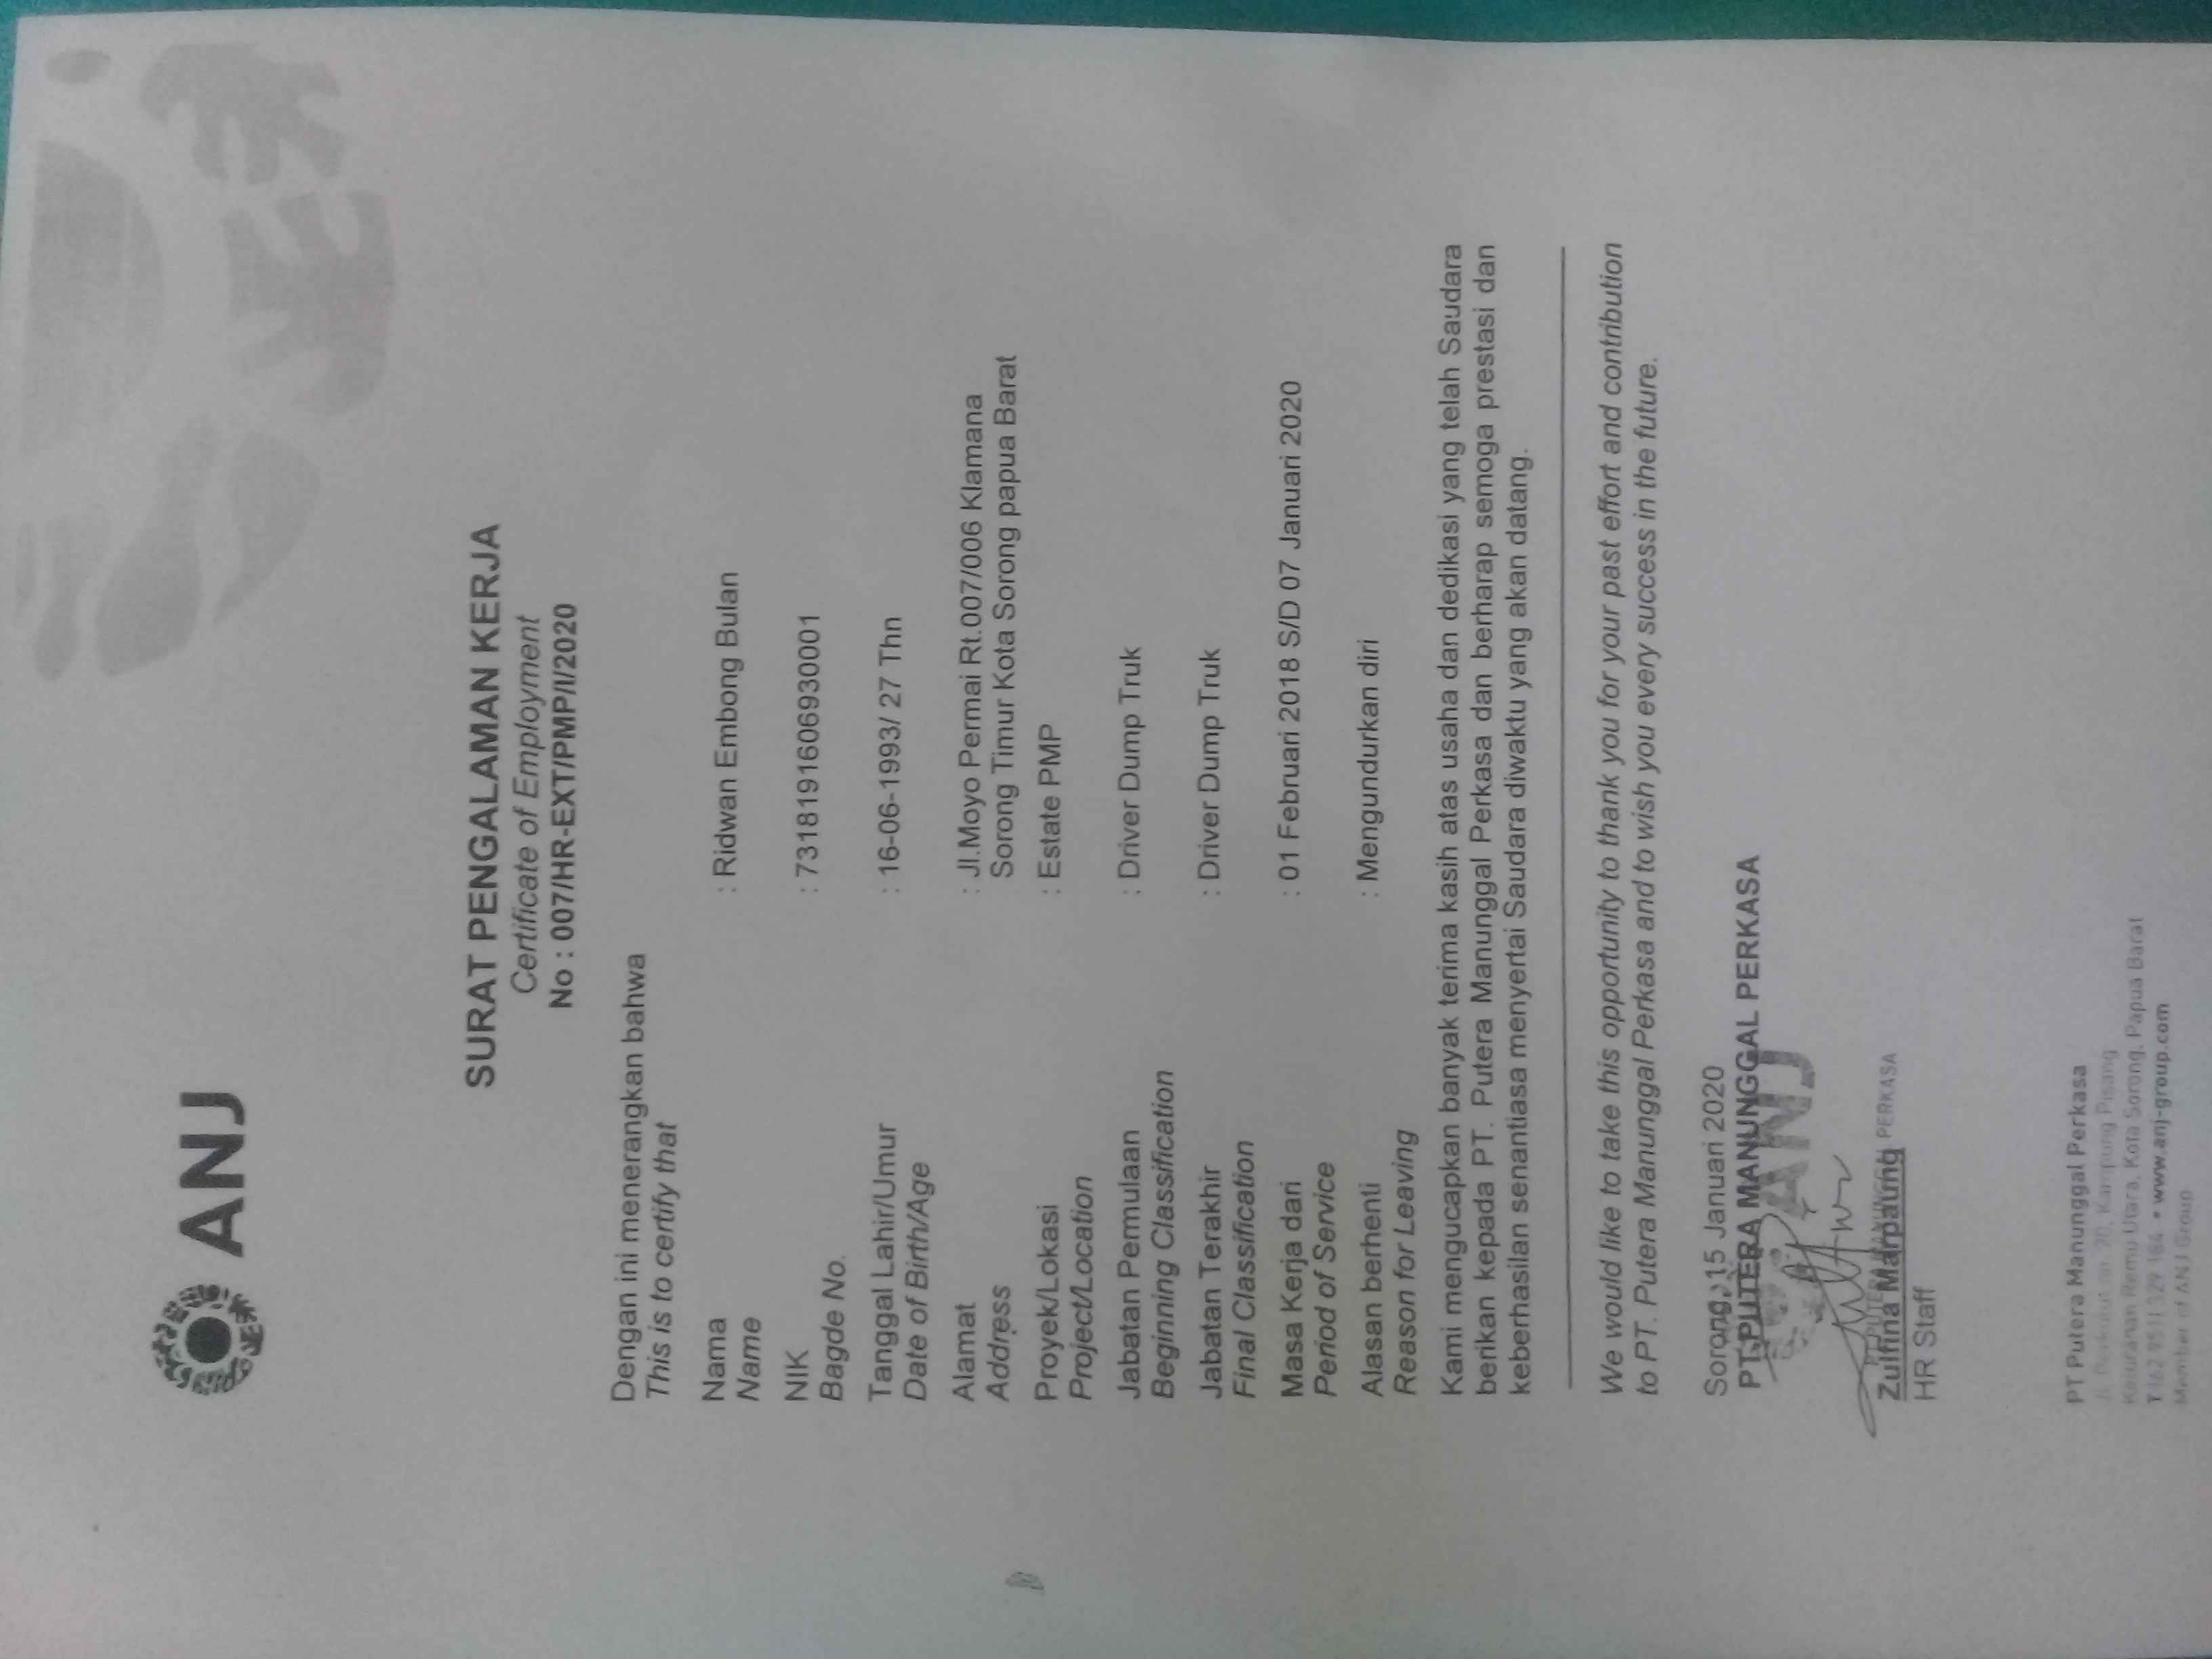 ANJ
SURAT PENGALAMAN KERJA
Certificate of Employment
No : 007/HR-EXT/PMP/I/2020
Dengan ini menerangkan bahwa
This is to certify that
Nama : Ridwan Embong Bulan
Name
NIK : 7318191606930001
Bagde No.
Tanggal Lahir/Umur : 16-06-1993/ 27 Thn
Date of Birth/Age
Alamat : Jl.Moyo Permai Rt.007/006 Klamana
Address Sorong Timur Kota Sorong papua Barat
Proyek/Lokasi : Estate PMP
Project/Location
Jabatan Permulaan : Driver Dump Truk
Beginning Classification
Jabatan Terakhir : Driver Dump Truk
Final Classification
Masa Kerja dari : 01 Februari 2018 S/D 07 Januari 2020
Period of Service
Alasan berhenti : Mengundurkan diri
Reason for Leaving
Kami mengucapkan banyak terima kasih atas usaha dan dedikasi yang telah Saudara
berikan kepada PT. Putera Manunggal Perkasa dan berharap semoga prestasi dan
keberhasilan senantiasa menyertai Saudara diwaktu yang akan datang.
We would like to take this opportunity to thank you for your past effort and contribution
to PT. Putera Manunggal Perkasa and to wish you every success in the future.
Sorong, 15 Januari 2020
PT.PUTERA MANUNGGAL PERKASA
ANJ
PUTERA MANUNGGAL PERKASA
Zulfina Marpaung
HR Staff
PT Putera Manunggal Perkasa
Jl. no. 20, Kampung Pisang
Kelurahan Remu Utara, Kota Sorong, Papua Barat
T (62 951) 329 184 • www.anj-group.com
Member of ANJ Group